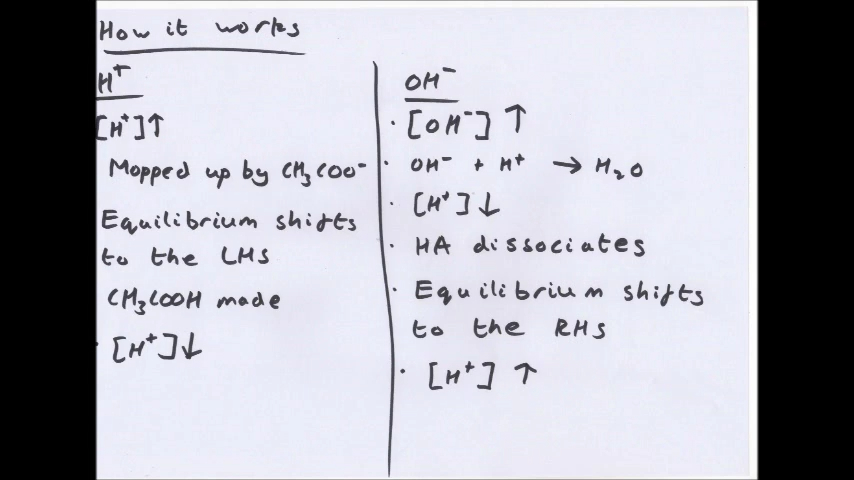 How it works
H⁺
[H⁺]↑
Mopped up by CH₃COO⁻
Equilibrium shifts
to the LHS
CH₃COOH made
· [H⁺]↓
OH⁻
· [OH⁻] ↑
· OH⁻ + H⁺ → H₂O
· [H⁺]↓
· HA dissociates
· Equilibrium shifts
to the RHS
· [H⁺] ↑